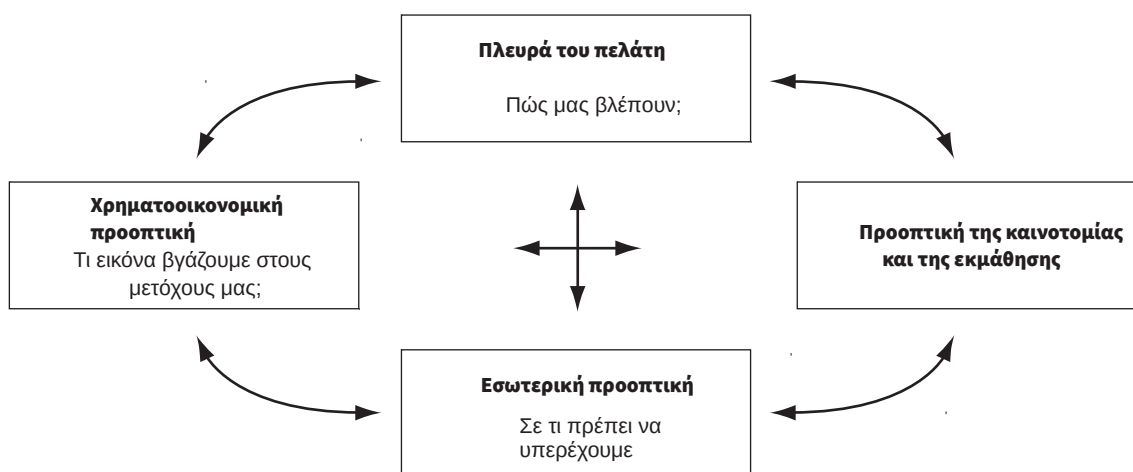 Πλευρά του πελάτη
Πώς μας βλέπουν;
Χρηματοοικονομική
προοπτική
Τι εικόνα βγάζουμε στους
μετόχους μας;
Προοπτική της καινοτομίας
και της εκμάθησης
Εσωτερική προοπτική
Σε τι πρέπει να
υπερέχουμε